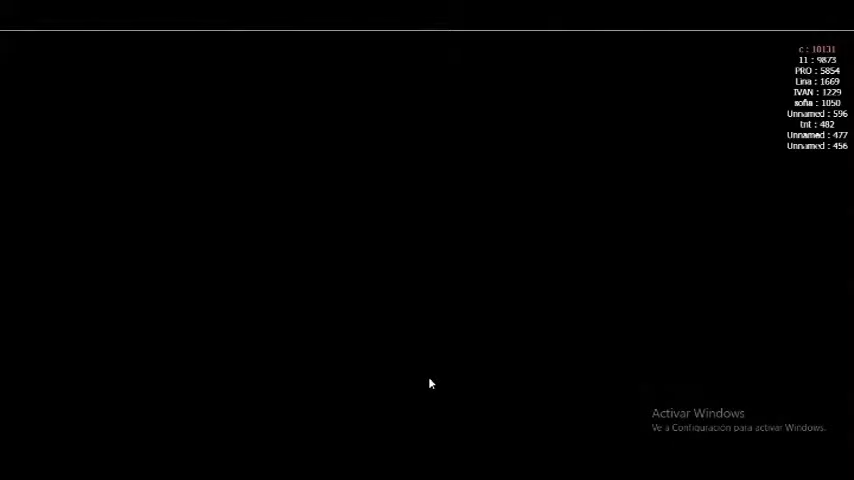 c : 10131
11 : 9873
PRO : 5854
Lina : 1669
IVAN : 1229
sofia : 1050
Unnamed : 596
tnt : 482
Unnamed : 477
Unnamed : 456
Activar Windows
Ve a Configuración para activar Windows.